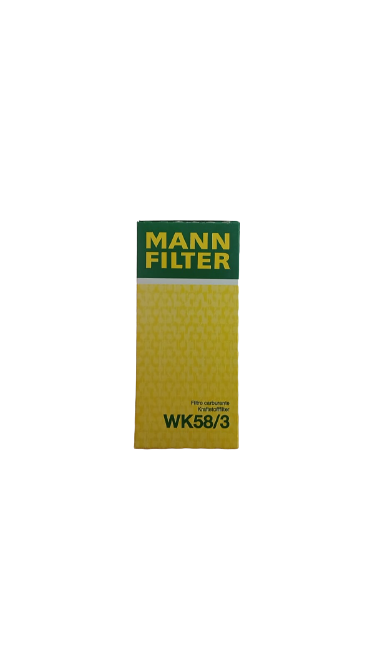 MANN
FILTER
Filtro carburante
Kraftstofffilter
WK58/3